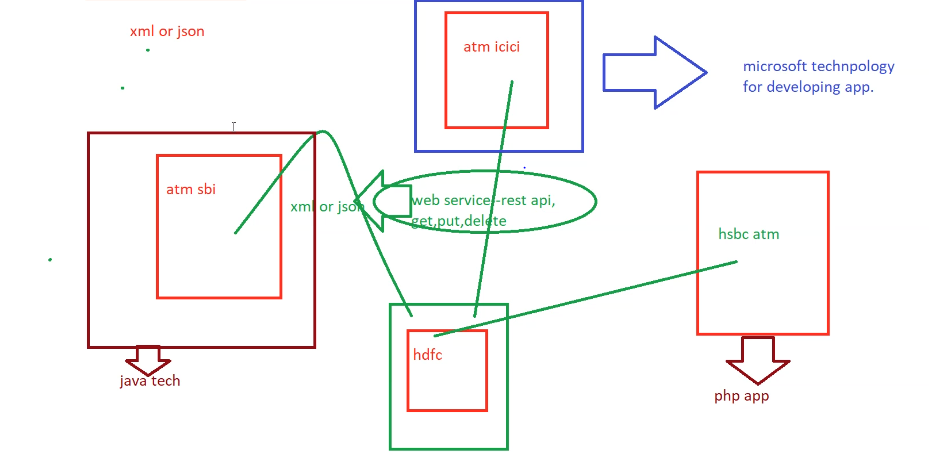 xml or json
atm icici
microsoft technpology
for developing app.
atm sbi
xml or json
web service--rest api,
get,put,delete
hsbc atm
hdfc
java tech
php app